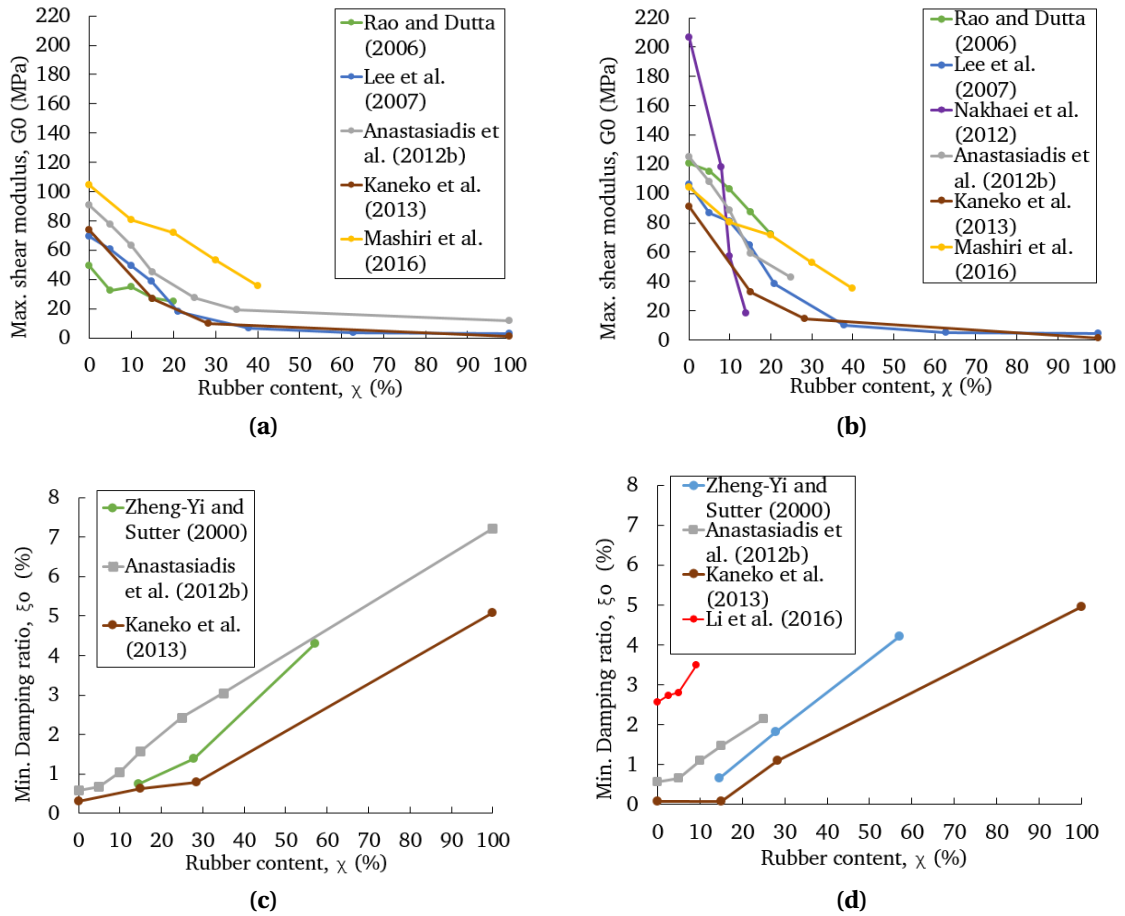 Max. shear modulus, G0 (MPa)
220
200
180
160
140
120
100
80
60
40
20
0
0 10 20 30 40 50 60 70 80 90 100
Rubber content, χ (%)
Rao and Dutta
(2006)
Lee et al.
(2007)
Anastasiadis et
al. (2012b)
Kaneko et al.
(2013)
Mashiri et al.
(2016)
(a)
Max. shear modulus, G0 (MPa)
220
200
180
160
140
120
100
80
60
40
20
0
0 10 20 30 40 50 60 70 80 90 100
Rubber content, χ (%)
Rao and Dutta
(2006)
Lee et al.
(2007)
Nakhaei et al.
(2012)
Anastasiadis et
al. (2012b)
Kaneko et al.
(2013)
Mashiri et al.
(2016)
(b)
Min. Damping ratio, ξo (%)
8
7
6
5
4
3
2
1
0
0 10 20 30 40 50 60 70 80 90 100
Rubber content, χ (%)
Zheng-Yi and
Sutter (2000)
Anastasiadis
et al. (2012b)
Kaneko et al.
(2013)
(c)
Min. Damping ratio, ξo (%)
8
7
6
5
4
3
2
1
0
0 10 20 30 40 50 60 70 80 90 100
Rubber content, χ (%)
Zheng-Yi and
Sutter (2000)
Anastasiadis et
al. (2012b)
Kaneko et al.
(2013)
Li et al. (2016)
(d)